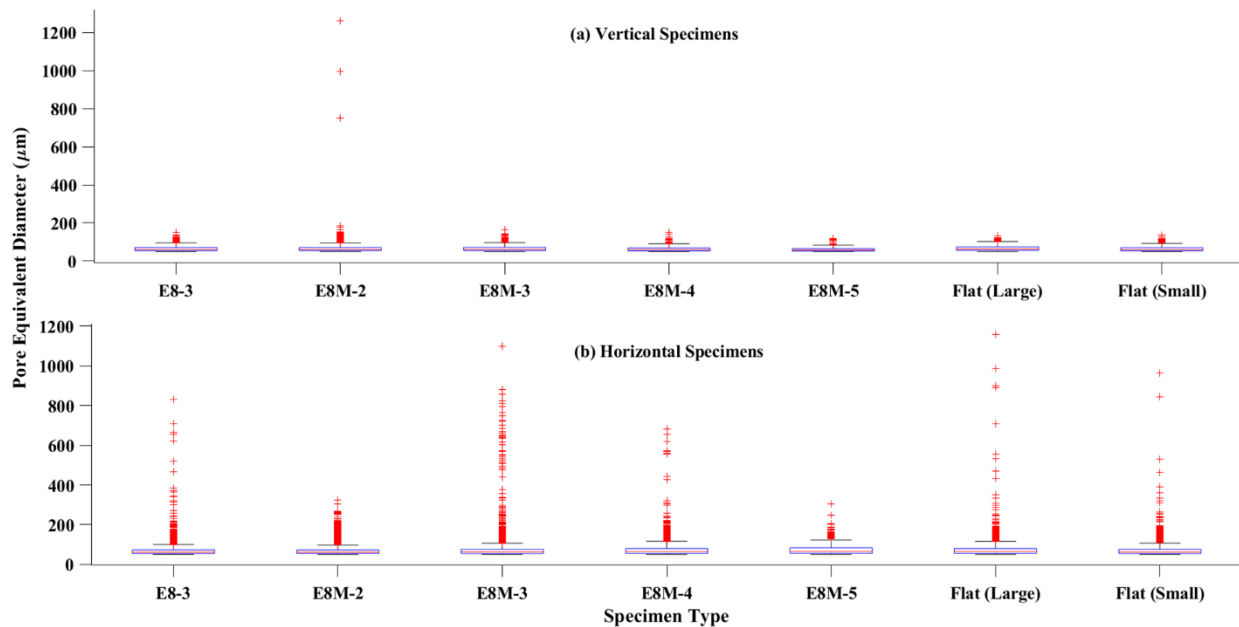 Pore Equivalent Diameter (μm)
(a) Vertical Specimens
1200
1000
800
600
400
200
0
E8-3 E8M-2 E8M-3 E8M-4 E8M-5 Flat (Large) Flat (Small)
(b) Horizontal Specimens
1200
1000
800
600
400
200
0
E8-3 E8M-2 E8M-3 E8M-4 E8M-5 Flat (Large) Flat (Small)
Specimen Type